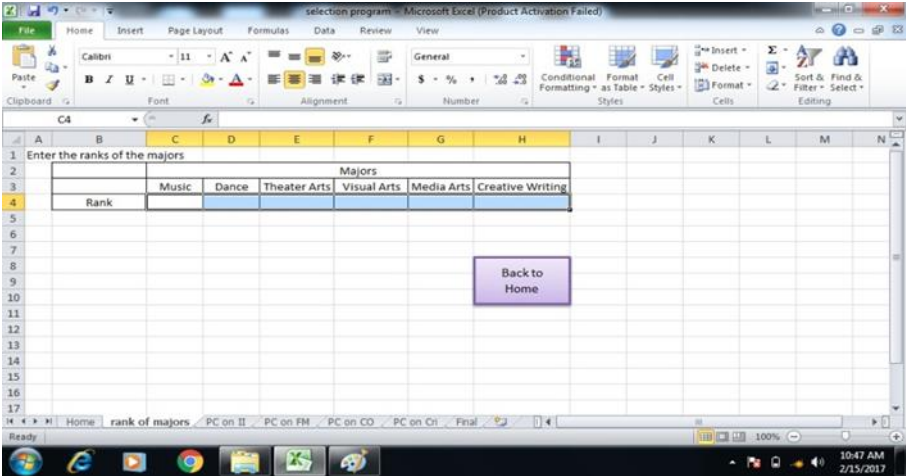 selection program - Microsoft Excel (Product Activation Failed)
File Home Insert Page Layout Formulas Data Review View
Calibri 11 A A General Insert Σ
Paste B I U A $ % , Conditional Format Cell Delete Sort & Find &
Formatting as Table Styles Format Filter Select
Clipboard Font Alignment Number Styles Cells Editing
C4 fx
A B C D E F G H I J K L M N
1 Enter the ranks of the majors
2 Majors
3 Music Dance Theater Arts Visual Arts Media Arts Creative Writing
4 Rank
5
6
7
8 Back to
9 Home
10
11
12
13
14
15
16
17
Home rank of majors PC on II PC on FM PC on CO PC on Cri Final
Ready 100%
10:47 AM
2/15/2017